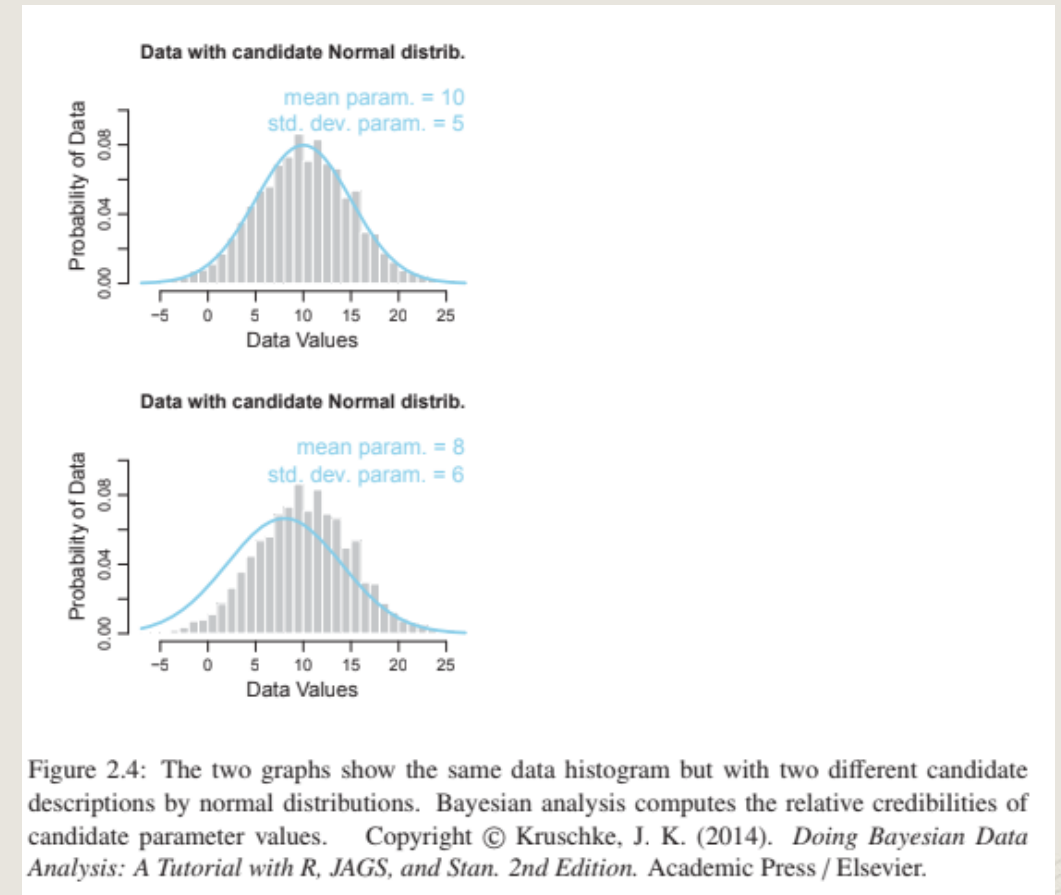 Data with candidate Normal distrib.
mean param. = 10
std. dev. param. = 5
Probability of Data
0.00 0.04 0.08
−5 0 5 10 15 20 25
Data Values
Data with candidate Normal distrib.
mean param. = 8
std. dev. param. = 6
Probability of Data
0.00 0.04 0.08
−5 0 5 10 15 20 25
Data Values
Figure 2.4: The two graphs show the same data histogram but with two different candidate
descriptions by normal distributions. Bayesian analysis computes the relative credibilities of
candidate parameter values. Copyright © Kruschke, J. K. (2014). Doing Bayesian Data
Analysis: A Tutorial with R, JAGS, and Stan. 2nd Edition. Academic Press / Elsevier.